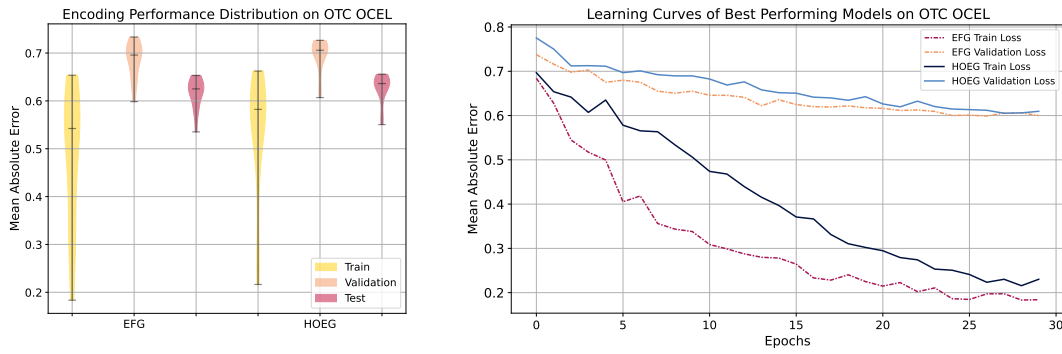 Encoding Performance Distribution on OTC OCEL
Mean Absolute Error
0.7
0.6
0.5
0.4
0.3
0.2
EFG
HOEG
Train
Validation
Test
Learning Curves of Best Performing Models on OTC OCEL
Mean Absolute Error
0.8
0.7
0.6
0.5
0.4
0.3
0.2
0
5
10
15
20
25
30
Epochs
EFG Train Loss
EFG Validation Loss
HOEG Train Loss
HOEG Validation Loss